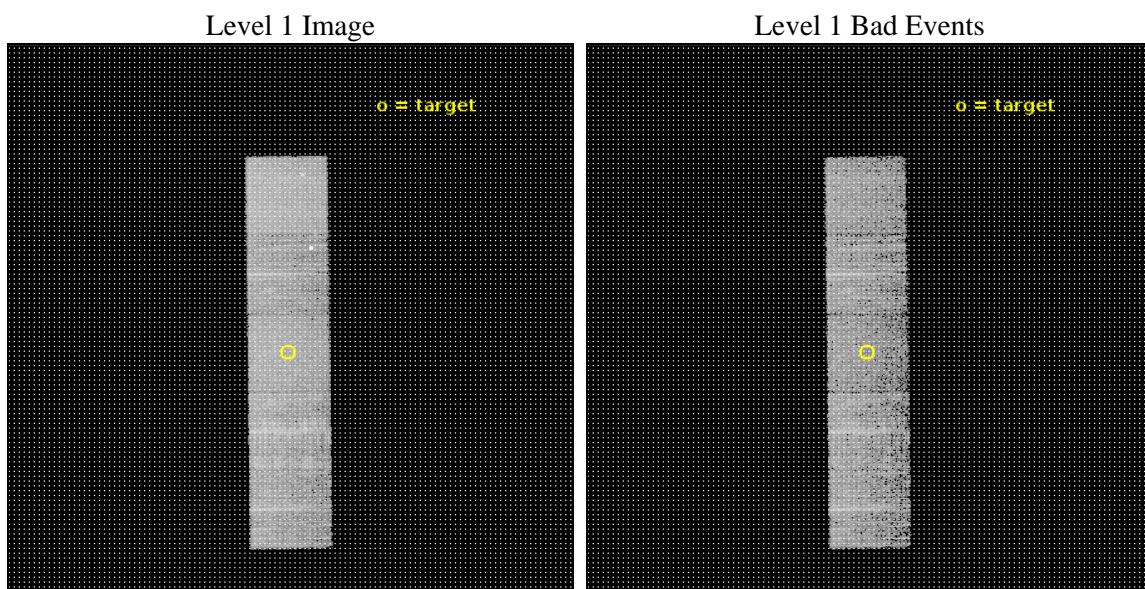 Level 1 Image
Level 1 Bad Events
o = target
o = target